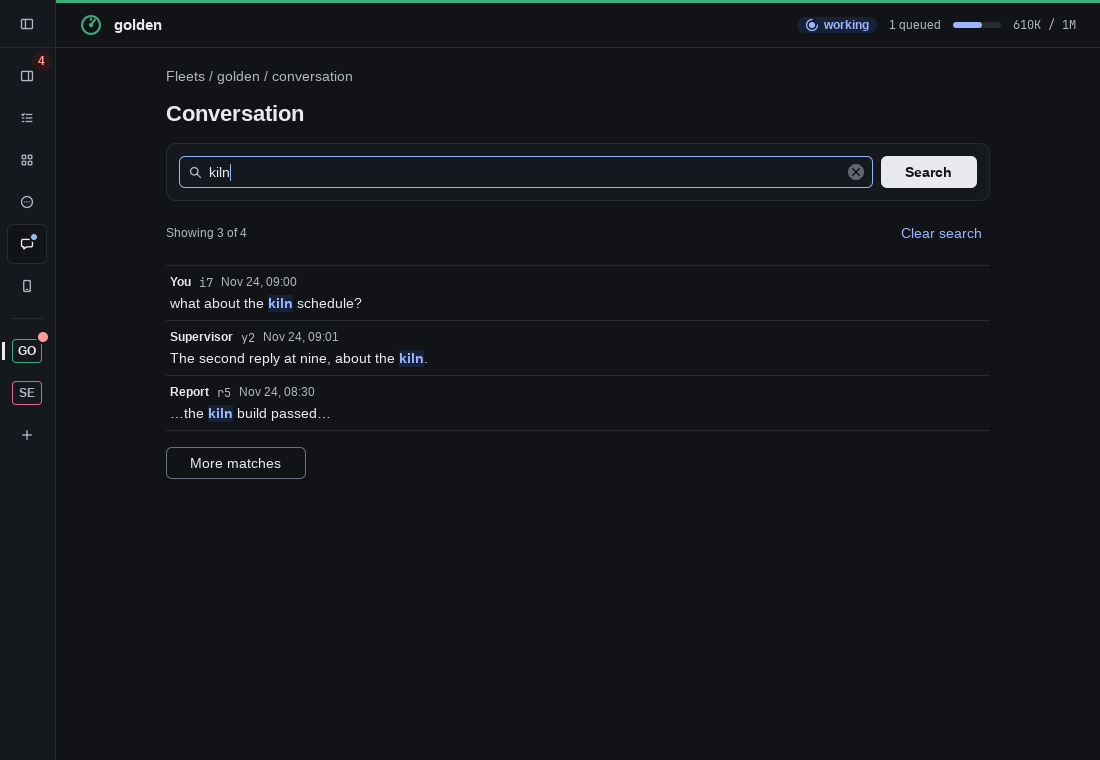 golden
working
1 queued
610K / 1M
4
Fleets / golden / conversation
Conversation
kiln
Search
Showing 3 of 4
Clear search
You i7 Nov 24, 09:00
what about the kiln schedule?
Supervisor y2 Nov 24, 09:01
The second reply at nine, about the kiln.
Report r5 Nov 24, 08:30
…the kiln build passed…
More matches
GO
SE